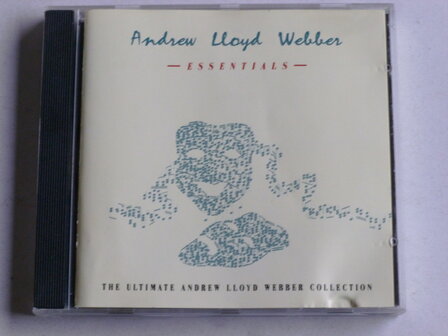 Andrew Lloyd Webber
— ESSENTIALS —
THE ULTIMATE ANDREW LLOYD WEBBER COLLECTION